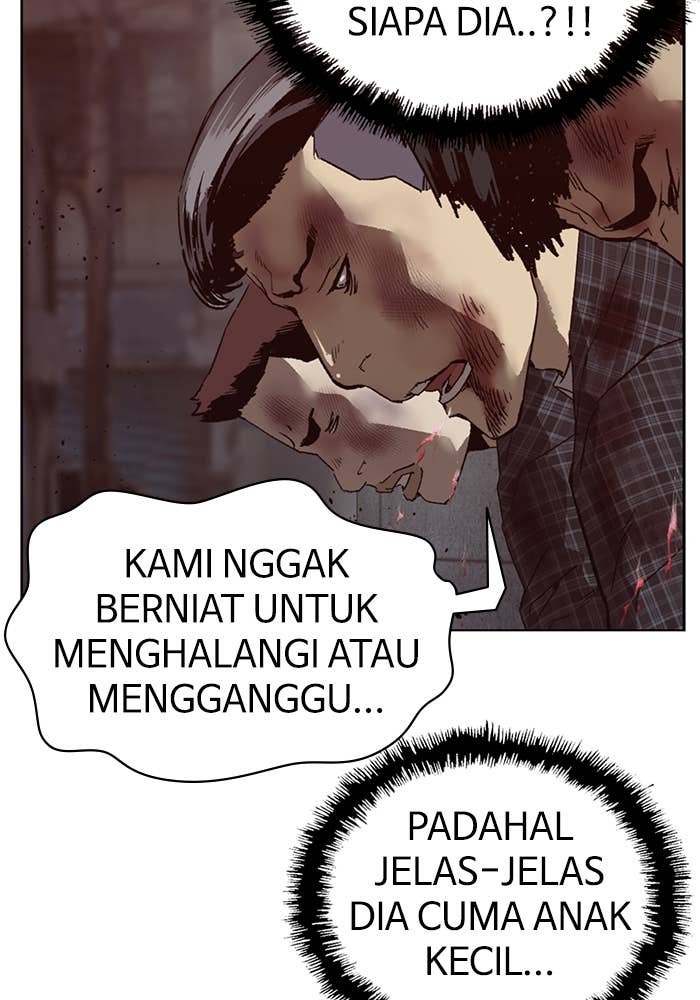 SIAPA DIA..?!!
KAMI NGGAK
BERNIAT UNTUK
MENGHALANGI ATAU
MENGGANGGU...
PADAHAL
JELAS-JELAS
DIA CUMA ANAK
KECIL...